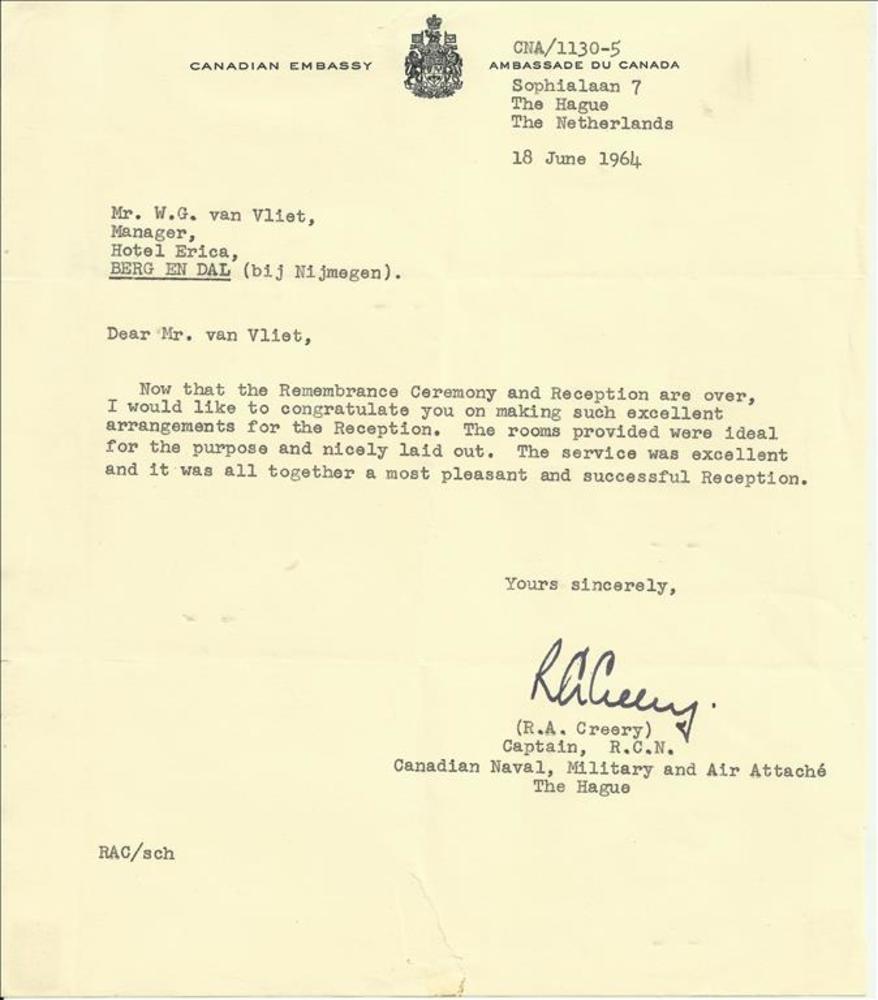 CNA/1130-5
CANADIAN EMBASSY AMBASSADE DU CANADA
Sophialaan 7
The Hague
The Netherlands
18 June 1964
Mr. W.G. van Vliet,
Manager,
Hotel Erica,
BERG EN DAL (bij Nijmegen).
Dear Mr. van Vliet,
Now that the Remembrance Ceremony and Reception are over,
I would like to congratulate you on making such excellent
arrangements for the Reception. The rooms provided were ideal
for the purpose and nicely laid out. The service was excellent
and it was all together a most pleasant and successful Reception.
Yours sincerely,
RACreery.
(R.A. Creery)
Captain, R.C.N.
Canadian Naval, Military and Air Attaché
The Hague
RAC/sch